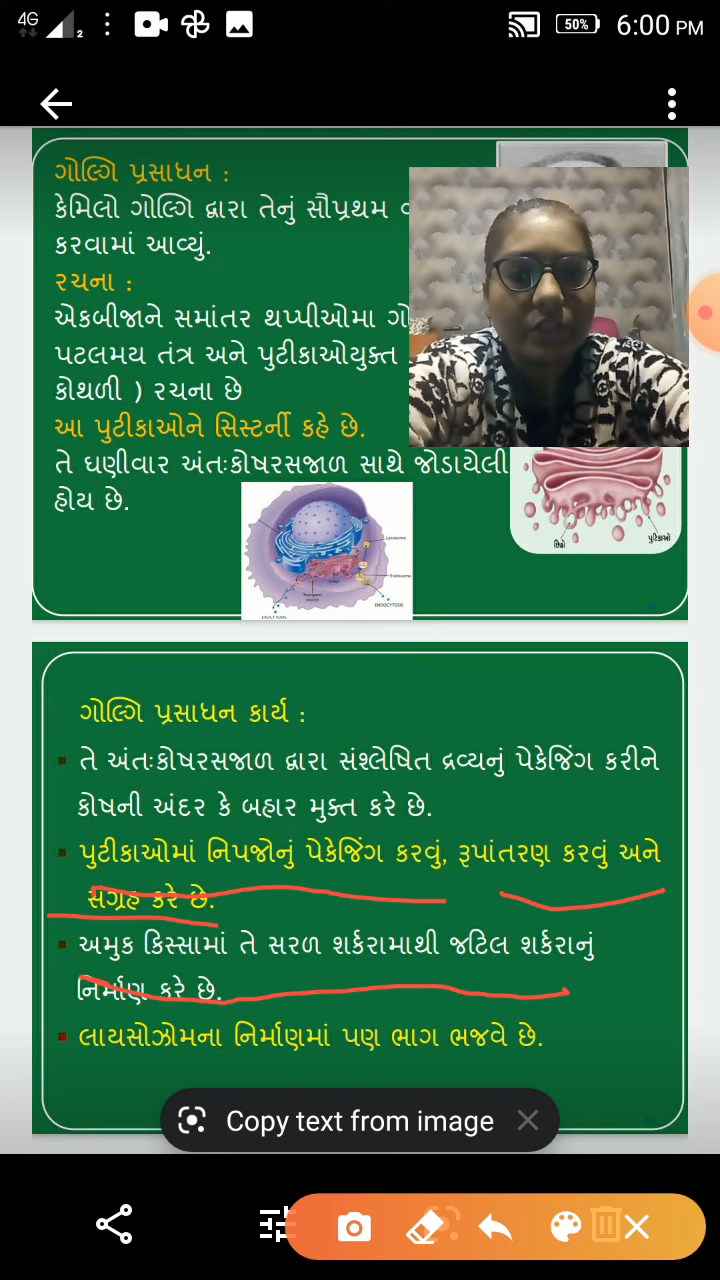 4G
2
50%
6:00 PM
ગોલ્ગિ પ્રસાધન :
કેમિલો ગોલ્ગિ દ્વારા તેનું સૌપ્રથમ
કરવામાં આવ્યું.
રચના :
એકબીજાને સમાંતર થપ્પીઓમા
પટલમય તંત્ર અને પુટીકાઓયુક્ત
કોથળી ) રચના છે
આ પુટીકાઓને સિસ્ટર્ની કહે છે.
તે ઘણીવાર અંતઃકોષરસજાળ સાથે જોડાયેલી
હોય છે.
Lysosome
Endosome
ENDOCYTOSIS
પુટિકાઓ
ગોલ્ગિ પ્રસાધન કાર્ય :
▪ તે અંતઃકોષરસજાળ દ્વારા સંશ્લેષિત દ્રવ્યનું પેકેજિંગ કરીને
કોષની અંદર કે બહાર મુક્ત કરે છે.
▪ પુટીકાઓમાં નિપજોનું પેકેજિંગ કરવું, રૂપાંતરણ કરવું અને
સંગ્રહ કરે છે.
▪ અમુક કિસ્સામાં તે સરળ શર્કરામાથી જટિલ શર્કરાનું
નિર્માણ કરે છે.
▪ લાયસોઝોમના નિર્માણમાં પણ ભાગ ભજવે છે.
Copy text from image